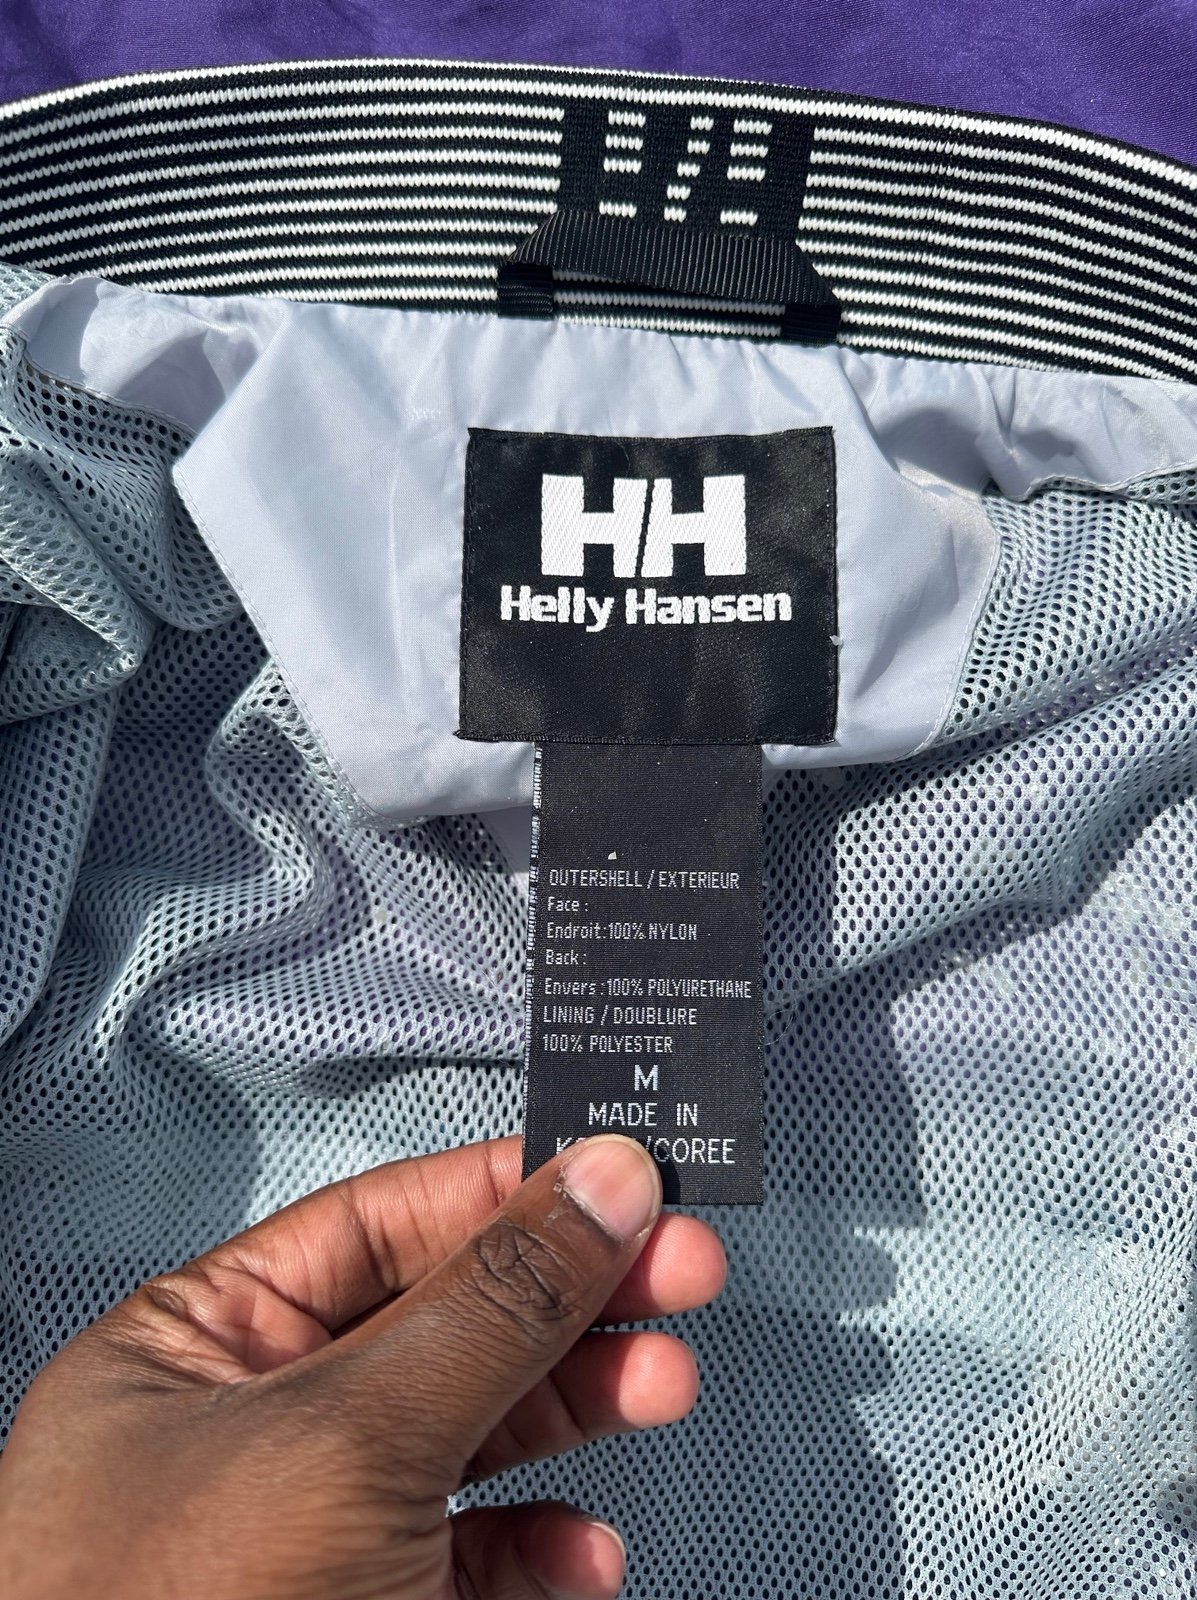 HH
HH
Helly Hansen
OUTERSHELL / EXTERIEUR
Face :
Endroit : 100% NYLON
Back :
Envers : 100% POLYURETHANE
LINING / DOUBLURE
100% POLYESTER
M
MADE IN
/COREE